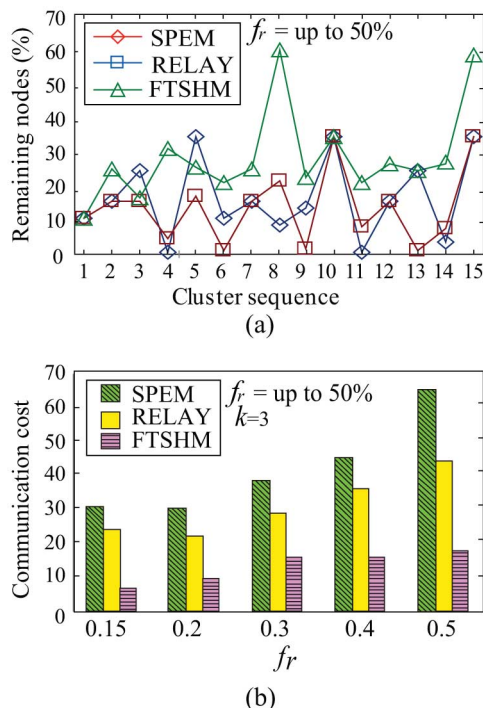 70
60
50
40
30
20
10
0
Remaining nodes (%)
SPEM
RELAY
FTSHM
fr = up to 50%
1 2 3 4 5 6 7 8 9 10 11 12 13 14 15
Cluster sequence
(a)
70
60
50
40
30
20
10
0
Communication cost
SPEM
RELAY
FTSHM
fr = up to 50%
k=3
0.15 0.2 0.3 0.4 0.5
fr
(b)